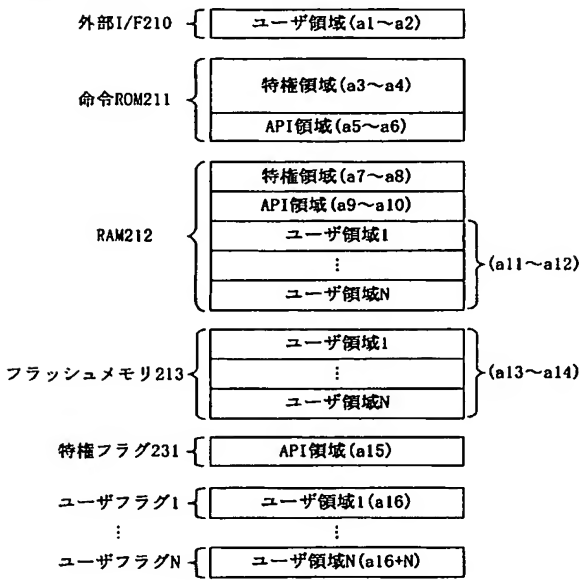 外部I/F210
ユーザ領域(a1～a2)
命令ROM211
特権領域(a3～a4)
API領域(a5～a6)
RAM212
特権領域(a7～a8)
API領域(a9～a10)
ユーザ領域1
⋮
ユーザ領域N
(a11～a12)
フラッシュメモリ213
ユーザ領域1
⋮
ユーザ領域N
(a13～a14)
特権フラグ231
API領域(a15)
ユーザフラグ1
ユーザ領域1(a16)
⋮
⋮
ユーザフラグN
ユーザ領域N(a16+N)